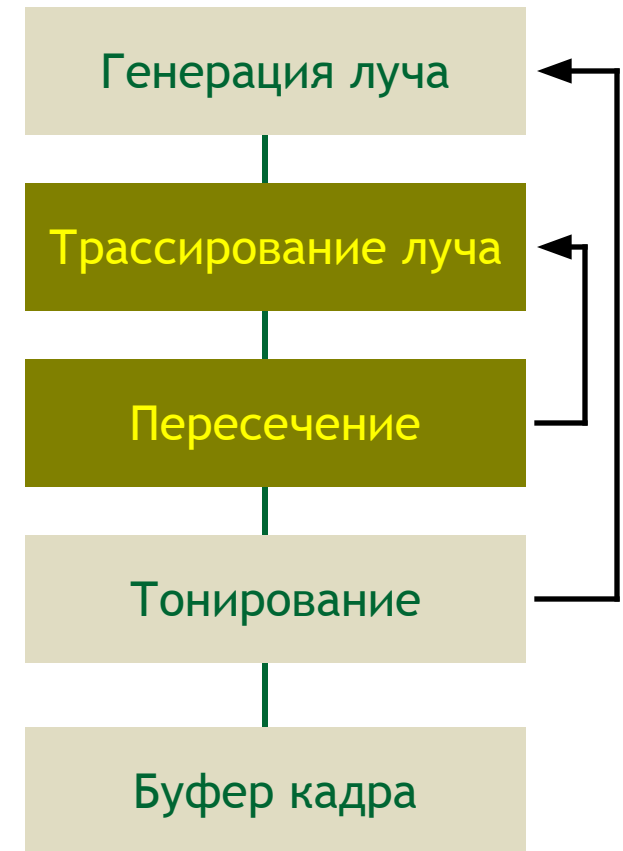 Генерация луча
Трассирование луча
Пересечение
Тонирование
Буфер кадра